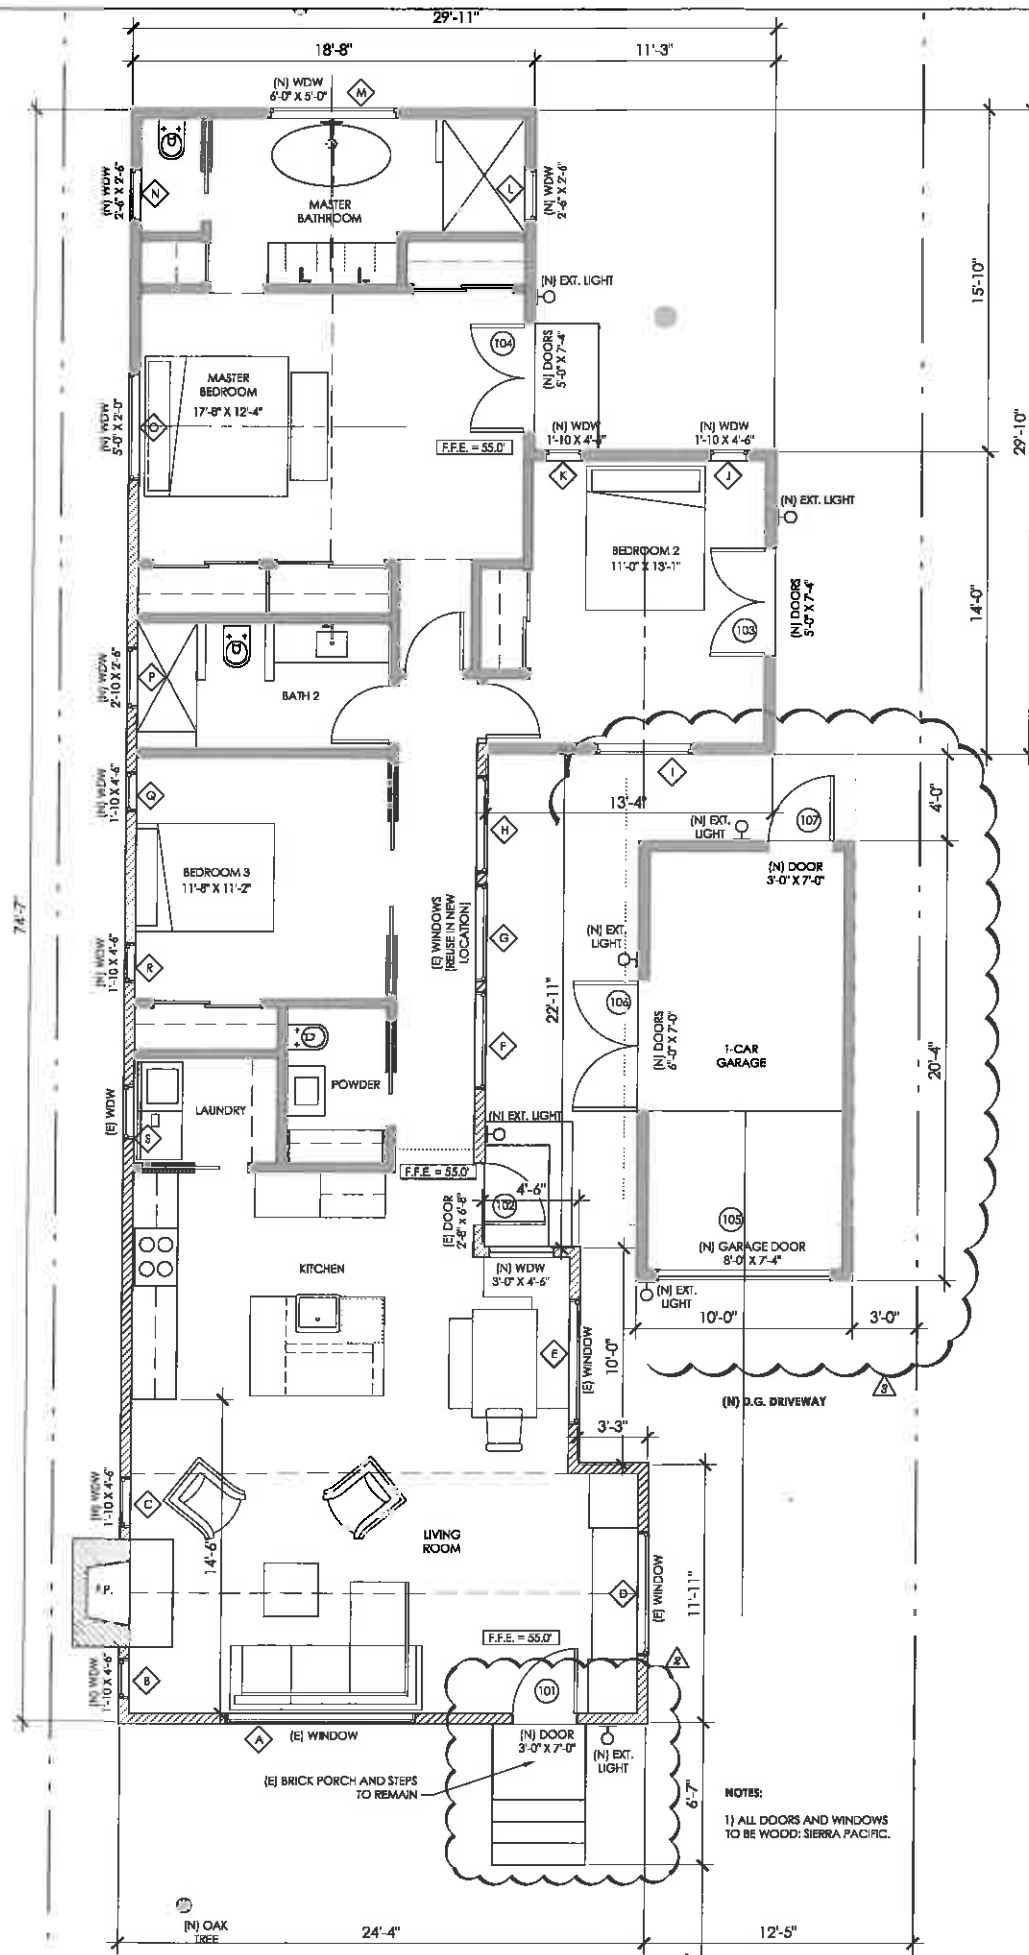 29'-11"
18'-8"
11'-3"
(N) WDW
6'-0" X 5'-0"
M
(N) WDW
2'-6" X 2'-6"
N
L
(N) WDW
2'-6" X 2'-6"
MASTER
BATHROOM
(N) EXT. LIGHT
15'-10"
29'-10"
104
(N) DOORS
5'-0" X 7'-4"
MASTER
BEDROOM
17'-8" X 12'-4"
(N) WDW
5'-0" X 2'-0"
O
F.F.E. = 55.0'
(N) WDW
1'-10 X 4'-6"
K
(N) WDW
1'-10 X 4'-6"
J
(N) EXT. LIGHT
BEDROOM 2
11'-0" X 13'-1"
103
(N) DOORS
5'-0" X 7'-4"
14'-0"
(N) WDW
2'-10 X 2'-6"
P
BATH 2
I
13'-4"
4'-0"
(N) WDW
1'-10 X 4'-6"
Q
H
(N) EXT.
LIGHT
107
(N) DOOR
3'-0" X 7'-0"
BEDROOM 3
11'-8" X 11'-2"
74'-7"
(E) WINDOWS
(REUSE IN NEW
LOCATION)
G
(N) EXT.
LIGHT
(N) WDW
1'-10 X 4'-6"
R
22'-11"
106
(N) DOORS
6'-0" X 7'-0"
F
1-CAR
GARAGE
20'-4"
POWDER
LAUNDRY
(E) WDW
S
(N) EXT. LIGHT
F.F.E. = 55.0'
4'-6"
102
(E) DOOR
2'-8" X 6'-8"
105
(N) GARAGE DOOR
8'-0" X 7'-4"
KITCHEN
(N) WDW
3'-0" X 4'-6"
(N) EXT.
LIGHT
10'-0"
3'-0"
E
(E) WINDOW
10'-0"
3
(N) D.G. DRIVEWAY
3'-3"
(N) WDW
1'-10 X 4'-6"
C
LIVING
ROOM
14'-6"
P.
D
(E) WINDOW
11'-11"
F.F.E. = 55.0'
2
(N) WDW
1'-10 X 4'-6"
B
101
A
(E) WINDOW
(N) DOOR
3'-0" X 7'-0"
(N) EXT.
LIGHT
(E) BRICK PORCH AND STEPS
TO REMAIN
6'-7"
NOTES:
1) ALL DOORS AND WINDOWS
TO BE WOOD: SIERRA PACIFIC.
(N) OAK
TREE
24'-4"
12'-5"